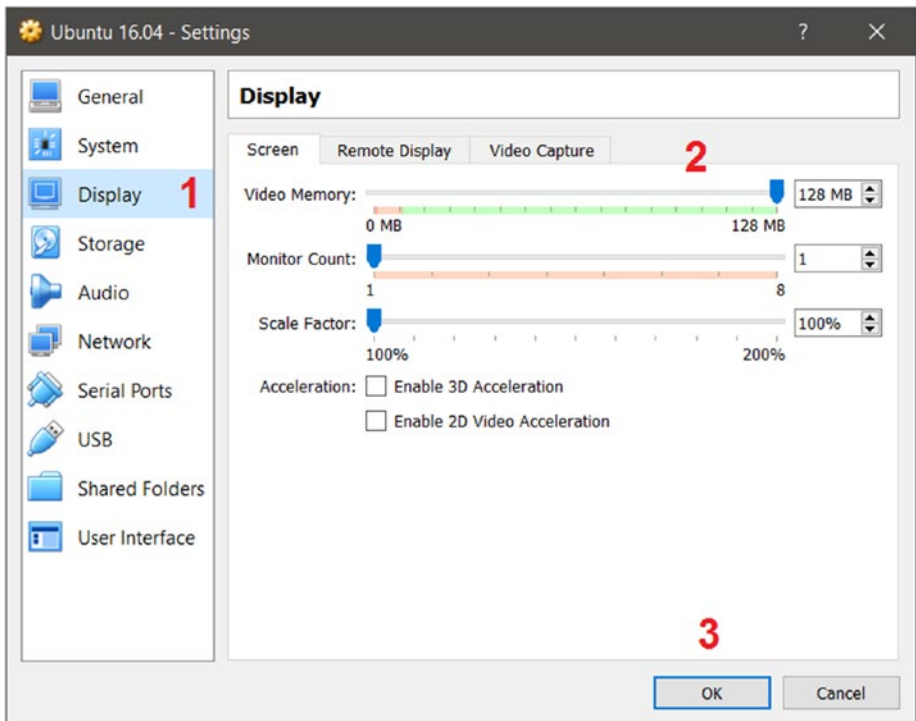 Ubuntu 16.04 - Settings ? ×
General
System
Display 1
Storage
Audio
Network
Serial Ports
USB
Shared Folders
User Interface
Display
Screen Remote Display Video Capture
2
Video Memory: 128 MB
0 MB 128 MB
Monitor Count: 1
1 8
Scale Factor: 100%
100% 200%
Acceleration: Enable 3D Acceleration
Enable 2D Video Acceleration
3
OK Cancel